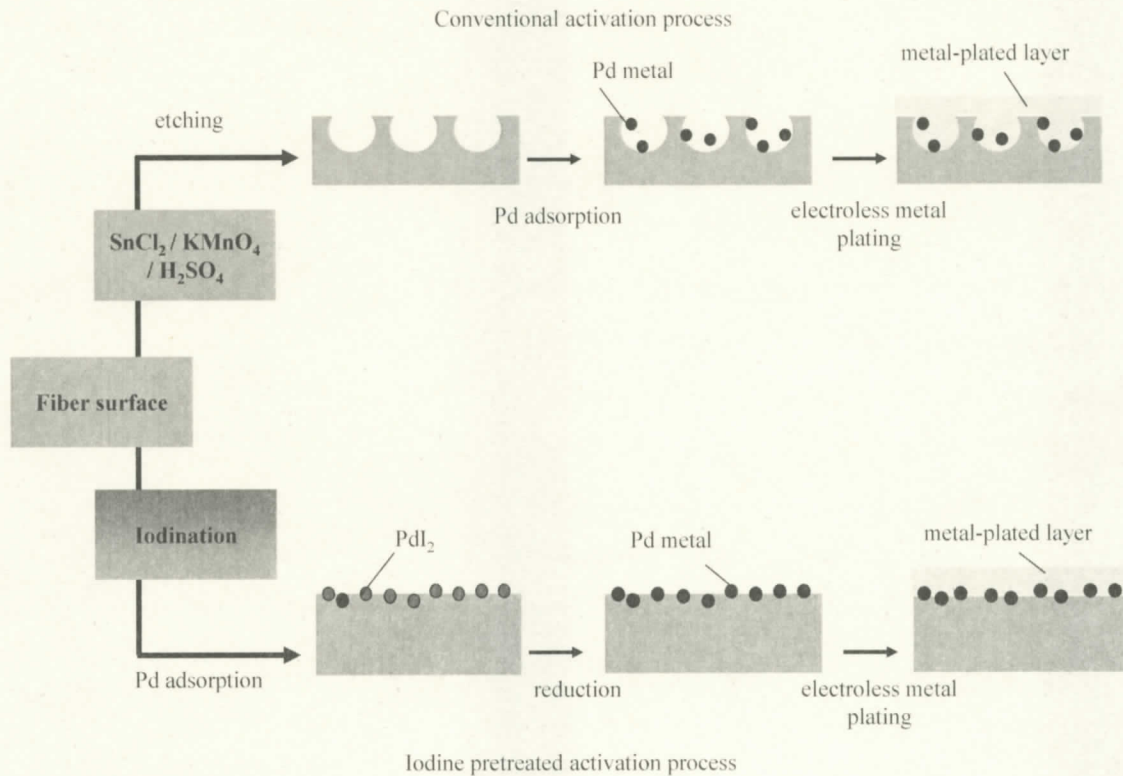 Conventional activation process
Pd metal
metal-plated layer
etching
Pd adsorption
electroless metal
plating
SnCl₂ / KMnO₄
/ H₂SO₄
Fiber surface
Iodination
PdI₂
Pd metal
metal-plated layer
Pd adsorption
reduction
electroless metal
plating
Iodine pretreated activation process